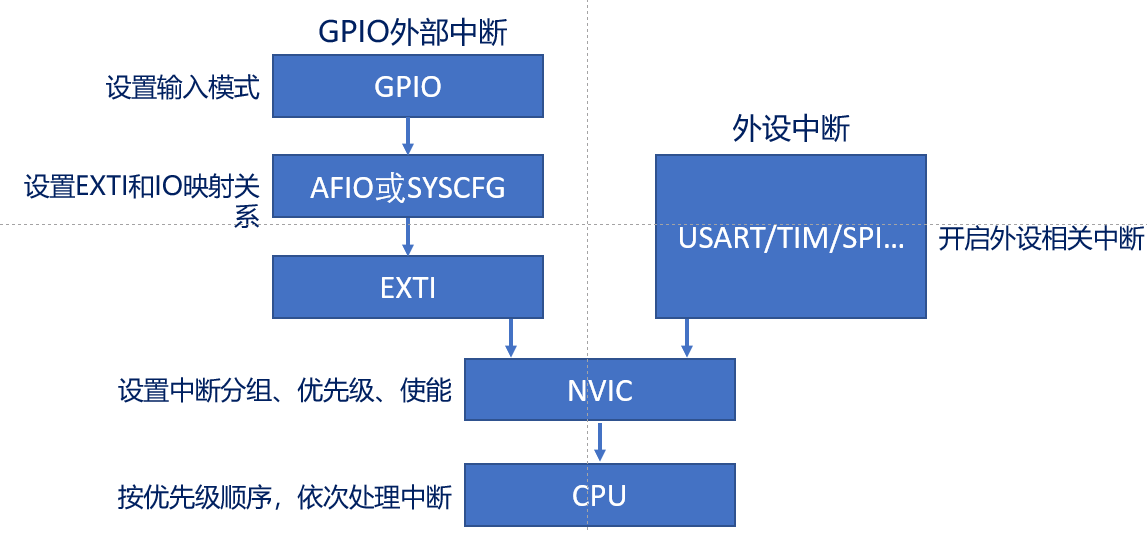 GPIO外部中断
设置输入模式
GPIO
外设中断
设置EXTI和IO映射关
系
AFIO或SYSCFG
USART/TIM/SPI...
开启外设相关中断
EXTI
设置中断分组、优先级、使能
NVIC
按优先级顺序，依次处理中断
CPU